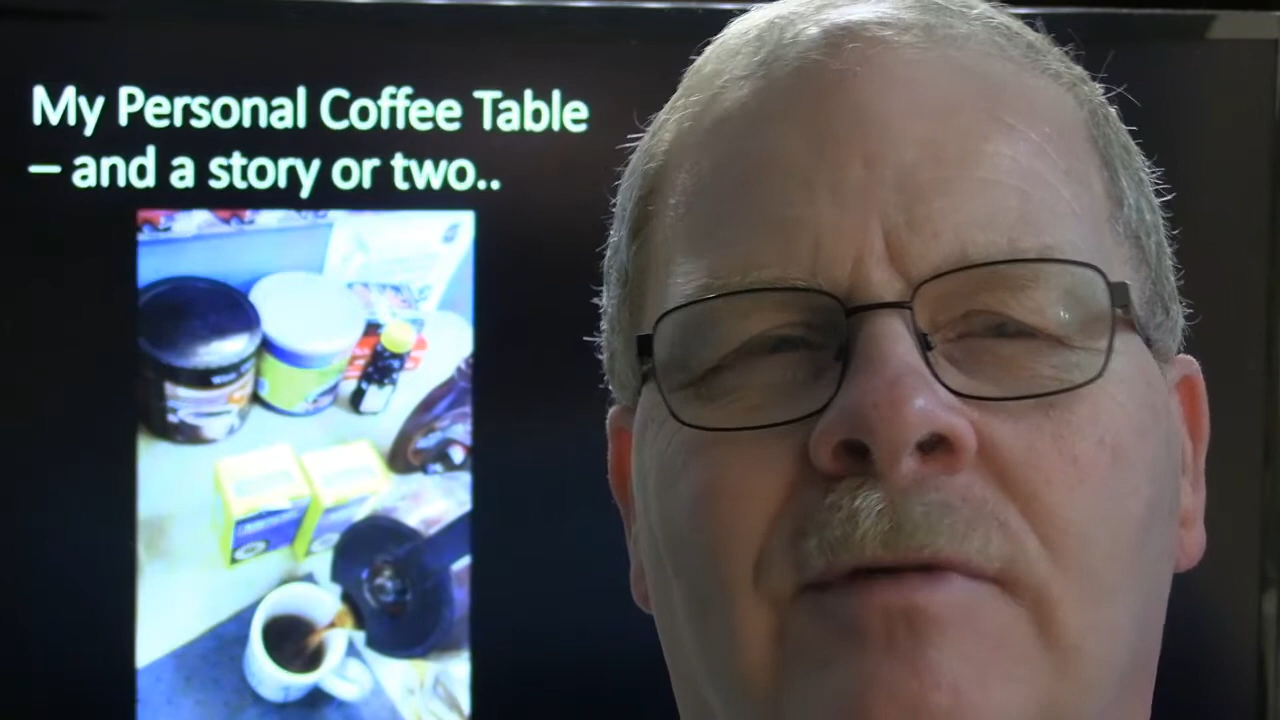 My Personal Coffee Table
– and a story or two..